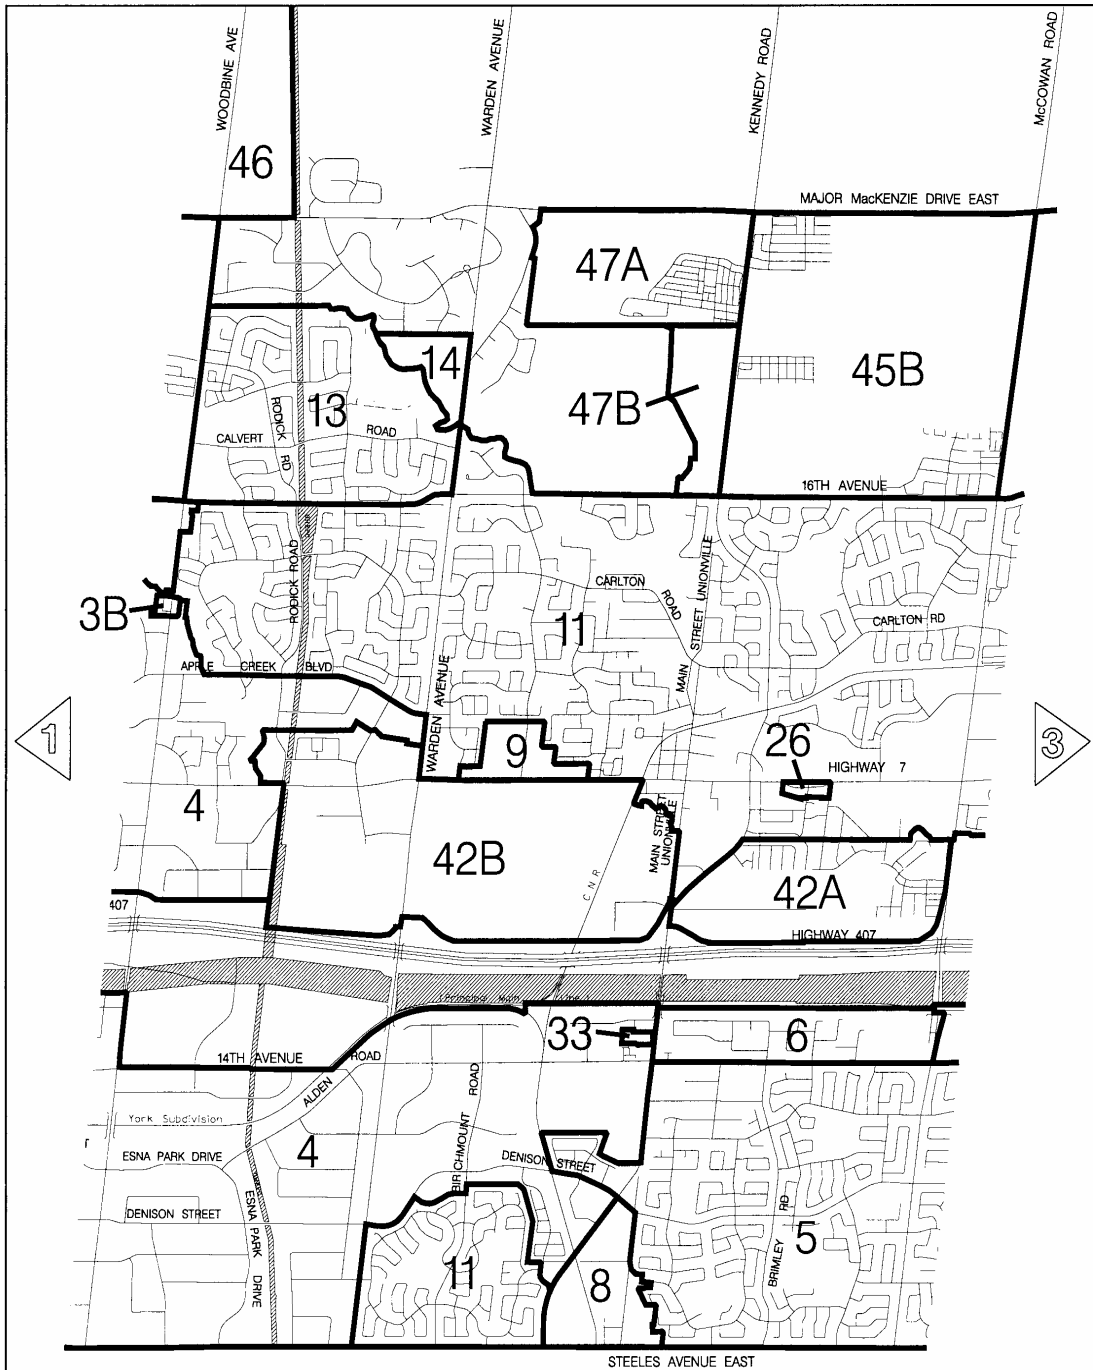 WOODBINE AVE
WARDEN AVENUE
KENNEDY ROAD
McCOWAN ROAD
46
MAJOR MacKENZIE DRIVE EAST
47A
14
45B
13
47B
RODICK RD
CALVERT ROAD
16TH AVENUE
RODICK ROAD
CARLTON ROAD
MAIN STREET UNIONVILLE
3B
11
CARLTON RD
APPLE CREEK BLVD
WARDEN AVENUE
1
3
9
26
HIGHWAY 7
4
MAIN STREET UNIONVILLE
42B
CNR
42A
407
HIGHWAY 407
Principal Main Line
33
6
14TH AVENUE
ALDEN ROAD
BIRCHMOUNT ROAD
York Subdivision
ESNA PARK DRIVE
4
DENISON STREET
DENISON STREET
ESNA PARK DRIVE
BRIMLEY RD
5
11
8
STEELES AVENUE EAST